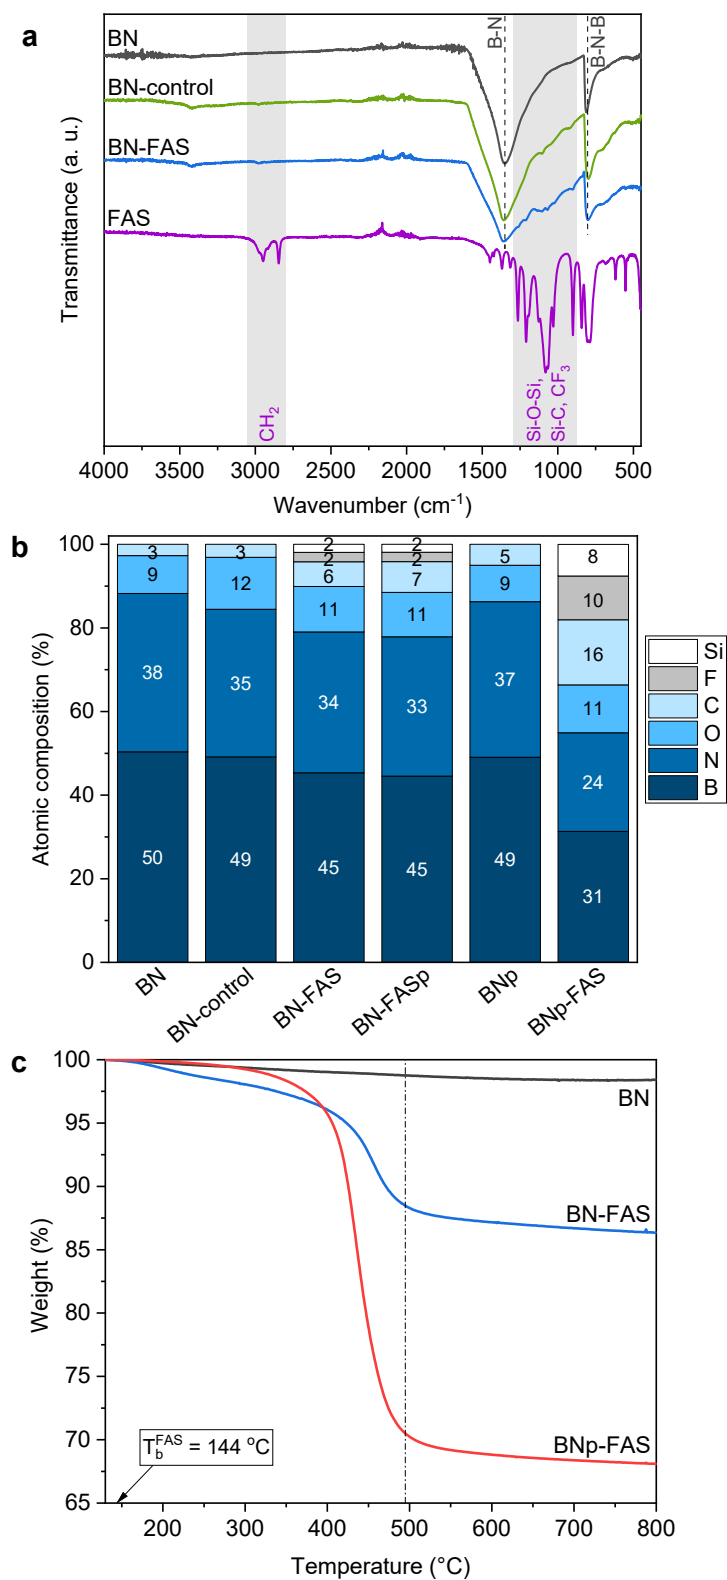 a
BN
BN-control
BN-FAS
FAS
B-N
B-N-B
CH₂
Si-O-Si,
Si-C, CF₃
Transmittance (a. u.)
4000 3500 3000 2500 2000 1500 1000 500
Wavenumber (cm⁻¹)
b
Atomic composition (%)
100
80
60
40
20
0
3 3 2 2 5 8
9 12 2 2 9 10
38 35 6 7 37 16
50 49 11 11 49 11
34 33 24
45 45 31
BN BN-control BN-FAS BN-FASp BNp BNp-FAS
Si
F
C
O
N
B
c
Weight (%)
100
95
90
85
80
75
70
65
BN
BN-FAS
BNp-FAS
T_b^FAS = 144 °C
200 300 400 500 600 700 800
Temperature (°C)